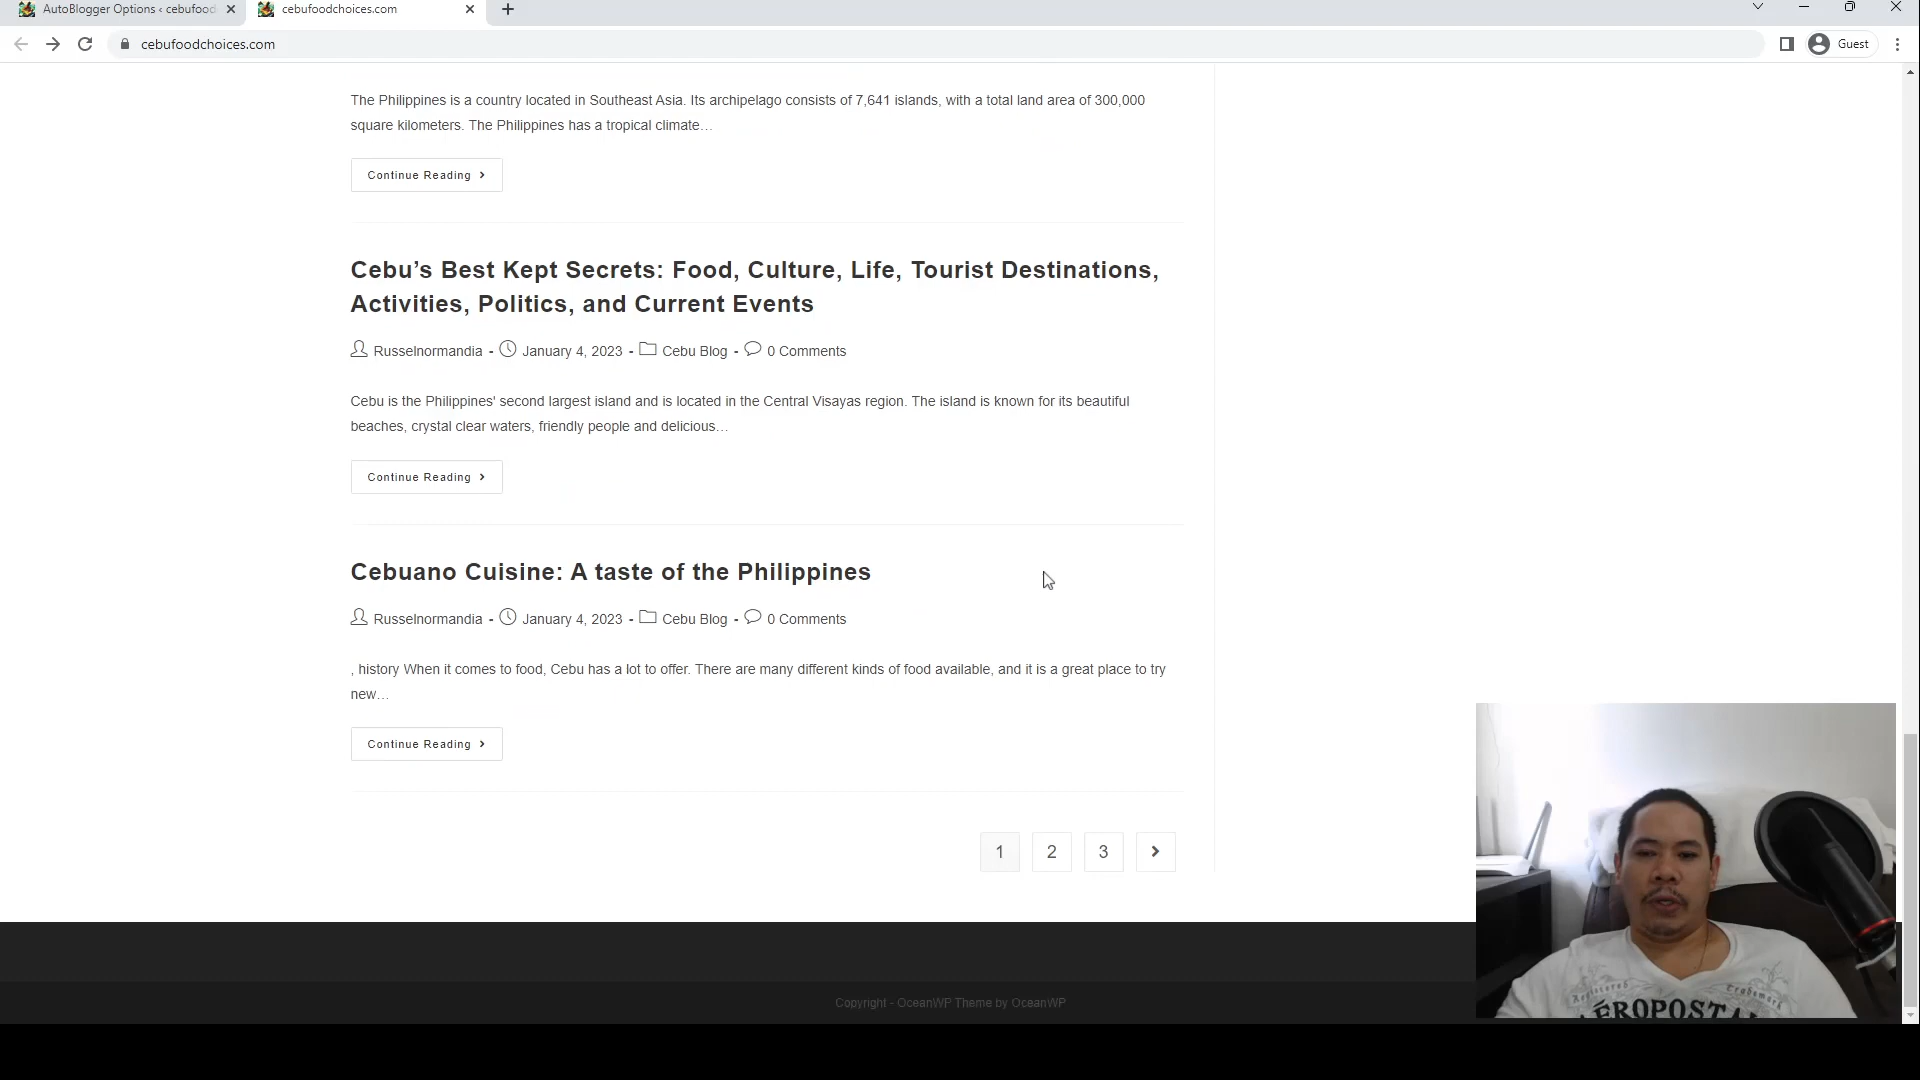 AutoBlogger Options ‹ cebufood
cebufoodchoices.com
cebufoodchoices.com
Guest
The Philippines is a country located in Southeast Asia. Its archipelago consists of 7,641 islands, with a total land area of 300,000
square kilometers. The Philippines has a tropical climate…
Continue Reading
Cebu’s Best Kept Secrets: Food, Culture, Life, Tourist Destinations,
Activities, Politics, and Current Events
Russelnormandia - January 4, 2023 - Cebu Blog - 0 Comments
Cebu is the Philippines' second largest island and is located in the Central Visayas region. The island is known for its beautiful
beaches, crystal clear waters, friendly people and delicious…
Continue Reading
Cebuano Cuisine: A taste of the Philippines
Russelnormandia - January 4, 2023 - Cebu Blog - 0 Comments
, history When it comes to food, Cebu has a lot to offer. There are many different kinds of food available, and it is a great place to try
new…
Continue Reading
1 2 3
Registered Trademark
ÉROPOSTA
Copyright - OceanWP Theme by OceanWP